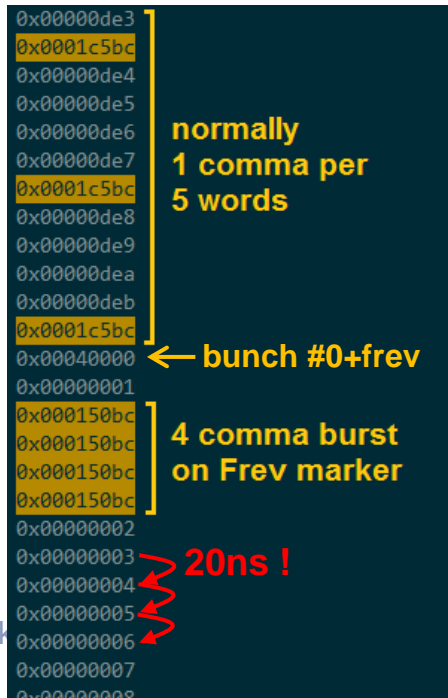 0x00000de3
0x0001c5bc
0x00000de4
0x00000de5
0x00000de6
0x00000de7
0x0001c5bc
0x00000de8
0x00000de9
0x00000dea
0x00000deb
0x0001c5bc
normally
1 comma per
5 words
0x00040000
bunch #0+frev
0x00000001
0x000150bc
0x000150bc
0x000150bc
0x000150bc
4 comma burst
on Frev marker
0x00000002
0x00000003
20ns !
0x00000004
0x00000005
0x00000006
k
0x00000007
0x00000008